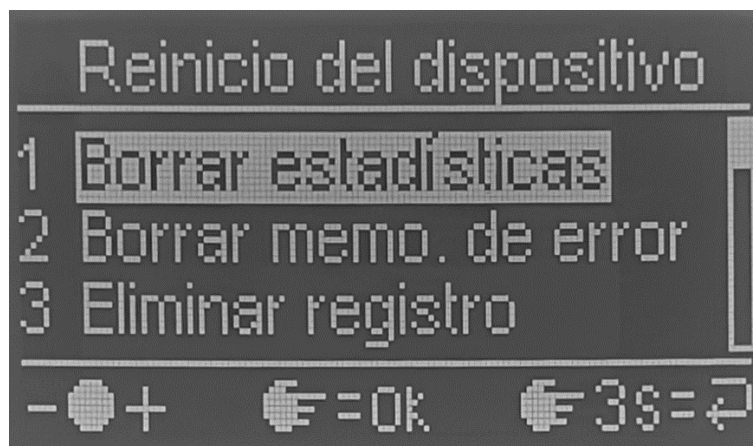 Reinicio del dispositivo
1 Borrar estadísticas
2 Borrar memo. de error
3 Eliminar registro
- + =Ok 3s=